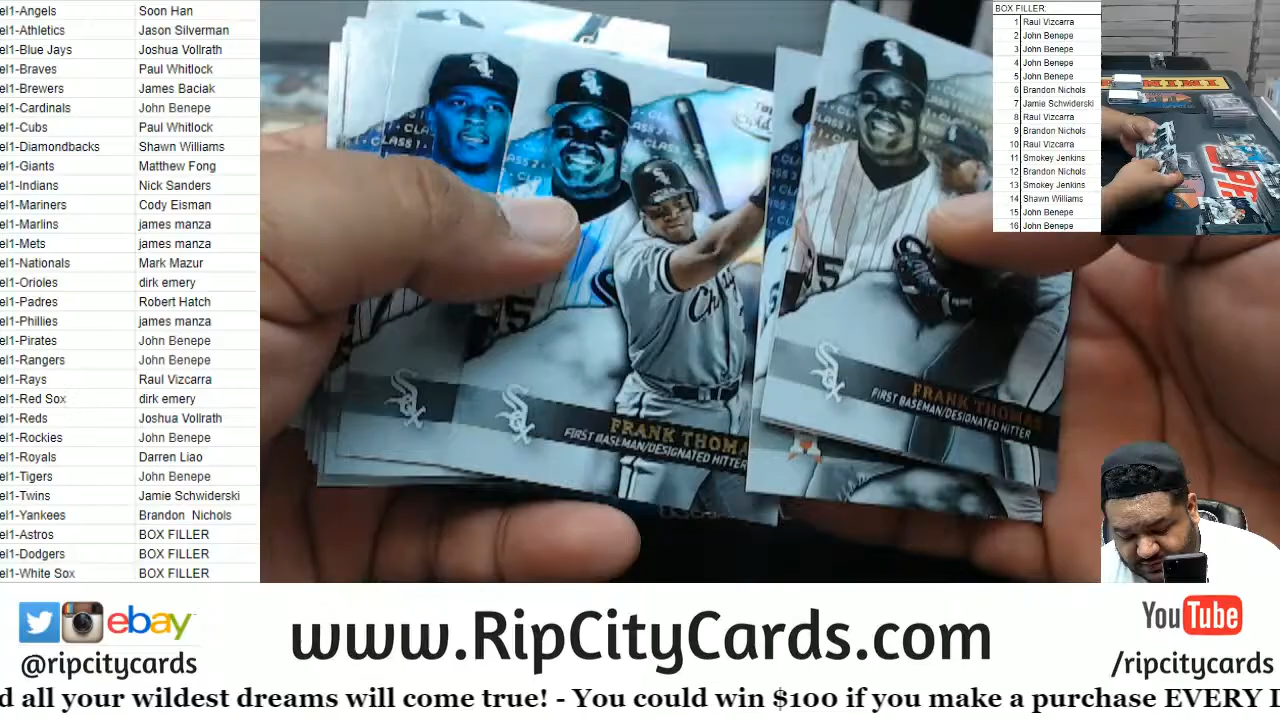 el1-Angels Soon Han
el1-Athletics Jason Silverman
el1-Blue Jays Joshua Vollrath
el1-Braves Paul Whitlock
el1-Brewers James Baciak
el1-Cardinals John Benepe
el1-Cubs Paul Whitlock
el1-Diamondbacks Shawn Williams
el1-Giants Matthew Fong
el1-Indians Nick Sanders
el1-Mariners Cody Eisman
el1-Marlins james manza
el1-Mets james manza
el1-Nationals Mark Mazur
el1-Orioles dirk emery
el1-Padres Robert Hatch
el1-Phillies james manza
el1-Pirates John Benepe
el1-Rangers John Benepe
el1-Rays Raul Vizcarra
el1-Red Sox dirk emery
el1-Reds Joshua Vollrath
el1-Rockies John Benepe
el1-Royals Darren Liao
el1-Tigers John Benepe
el1-Twins Jamie Schwiderski
el1-Yankees Brandon Nichols
el1-Astros BOX FILLER
el1-Dodgers BOX FILLER
el1-White Sox BOX FILLER
FRANK THOMA
FIRST BASEMAN/DESIGNATED HITTER
FRANK THOMAS
FIRST BASEMAN/DESIGNATED HITTER
BOX FILLER:
1 Raul Vizcarra
2 John Benepe
3 John Benepe
4 John Benepe
5 John Benepe
6 Brandon Nichols
7 Jamie Schwiderski
8 Raul Vizcarra
9 Brandon Nichols
10 Raul Vizcarra
11 Smokey Jenkins
12 Brandon Nichols
13 Smokey Jenkins
14 Shawn Williams
15 John Benepe
16 John Benepe
PANINI
ebay
@ripcitycards
www.RipCityCards.com
YouTube
/ripcitycards
d all your wildest dreams will come true! - You could win $100 if you make a purchase EVERY